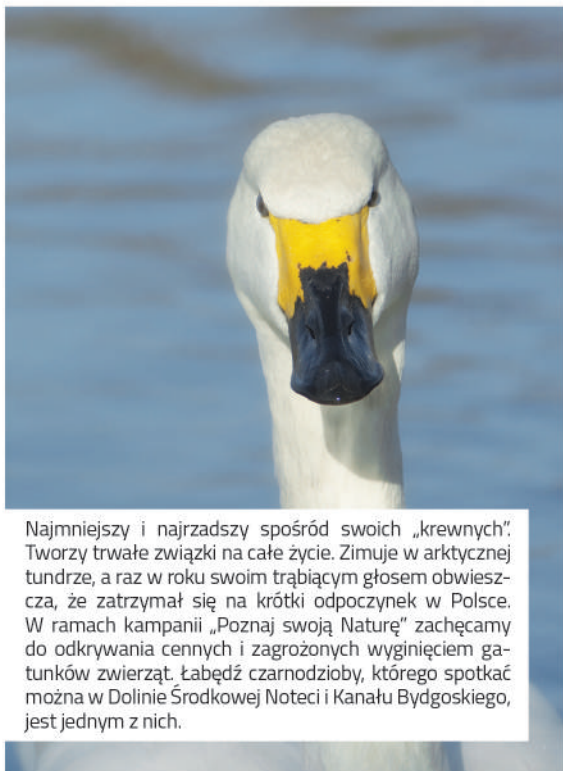 Najmniejszy i najrzadszy spośród swoich „krewnych”.
Tworzy trwałe związki na całe życie. Zimuje w arktycznej
tundrze, a raz w roku swoim trąbiącym głosem obwiesz-
cza, że zatrzymał się na krótki odpoczynek w Polsce.
W ramach kampanii „Poznaj swoją Naturę” zachęcamy
do odkrywania cennych i zagrożonych wyginięciem ga-
tunków zwierząt. Łabędź czarnodzioby, którego spotkać
można w Dolinie Środkowej Noteci i Kanału Bydgoskiego,
jest jednym z nich.